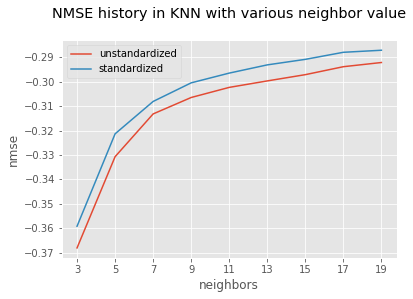 NMSE history in KNN with various neighbor value
unstandardized
standardized
−0.29
−0.30
−0.31
−0.32
−0.33
−0.34
−0.35
−0.36
−0.37
nmse
3 5 7 9 11 13 15 17 19
neighbors